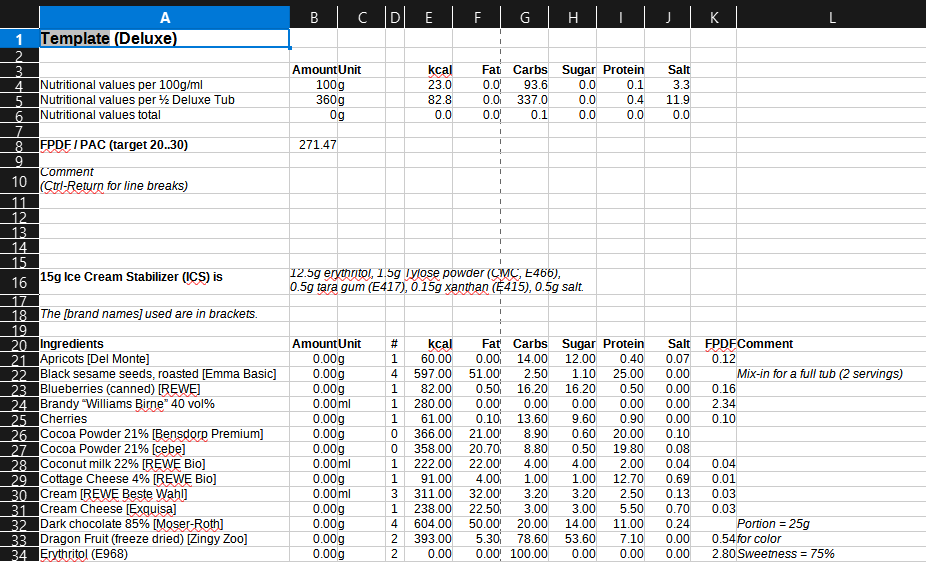 A B C D E F G H I J K L
1 Template (Deluxe)
2
3 Amount Unit kcal Fat Carbs Sugar Protein Salt
4 Nutritional values per 100g/ml 100 g 23.0 0.0 93.6 0.0 0.1 3.3
5 Nutritional values per ½ Deluxe Tub 360 g 82.8 0.0 337.0 0.0 0.4 11.9
6 Nutritional values total 0 g 0.0 0.0 0.1 0.0 0.0 0.0
7
8 FPDF / PAC (target 20..30) 271.47
9
10 Comment
(Ctrl-Return for line breaks)
11
12
13
14
15
16 15g Ice Cream Stabilizer (ICS) is 12.5g erythritol, 1.5g Tylose powder (CMC, E466),
0.5g tara gum (E417), 0.15g xanthan (E415), 0.5g salt.
17
18 The [brand names] used are in brackets.
19
20 Ingredients Amount Unit # kcal Fat Carbs Sugar Protein Salt FPDF Comment
21 Apricots [Del Monte] 0.00 g 1 60.00 0.00 14.00 12.00 0.40 0.07 0.12
22 Black sesame seeds, roasted [Emma Basic] 0.00 g 4 597.00 51.00 2.50 1.10 25.00 0.00 Mix-in for a full tub (2 servings)
23 Blueberries (canned) [REWE] 0.00 g 1 82.00 0.50 16.20 16.20 0.50 0.00 0.16
24 Brandy “Williams Birne” 40 vol% 0.00 ml 1 280.00 0.00 0.00 0.00 0.00 0.00 2.34
25 Cherries 0.00 g 1 61.00 0.10 13.60 9.60 0.90 0.00 0.10
26 Cocoa Powder 21% [Bensdorp Premium] 0.00 g 0 366.00 21.00 8.90 0.60 20.00 0.10
27 Cocoa Powder 21% [cebe] 0.00 g 0 358.00 20.70 8.80 0.50 19.80 0.08
28 Coconut milk 22% [REWE Bio] 0.00 ml 1 222.00 22.00 4.00 4.00 2.00 0.04 0.04
29 Cottage Cheese 4% [REWE Bio] 0.00 g 1 91.00 4.00 1.00 1.00 12.70 0.69 0.01
30 Cream [REWE Beste Wahl] 0.00 ml 3 311.00 32.00 3.20 3.20 2.50 0.13 0.03
31 Cream Cheese [Exquisa] 0.00 g 1 238.00 22.50 3.00 3.00 5.50 0.70 0.03
32 Dark chocolate 85% [Moser-Roth] 0.00 g 4 604.00 50.00 20.00 14.00 11.00 0.24 Portion = 25g
33 Dragon Fruit (freeze dried) [Zingy Zoo] 0.00 g 2 393.00 5.30 78.60 53.60 7.10 0.00 0.54 for color
34 Erythritol (E968) 0.00 g 2 0.00 0.00 100.00 0.00 0.00 0.00 2.80 Sweetness = 75%